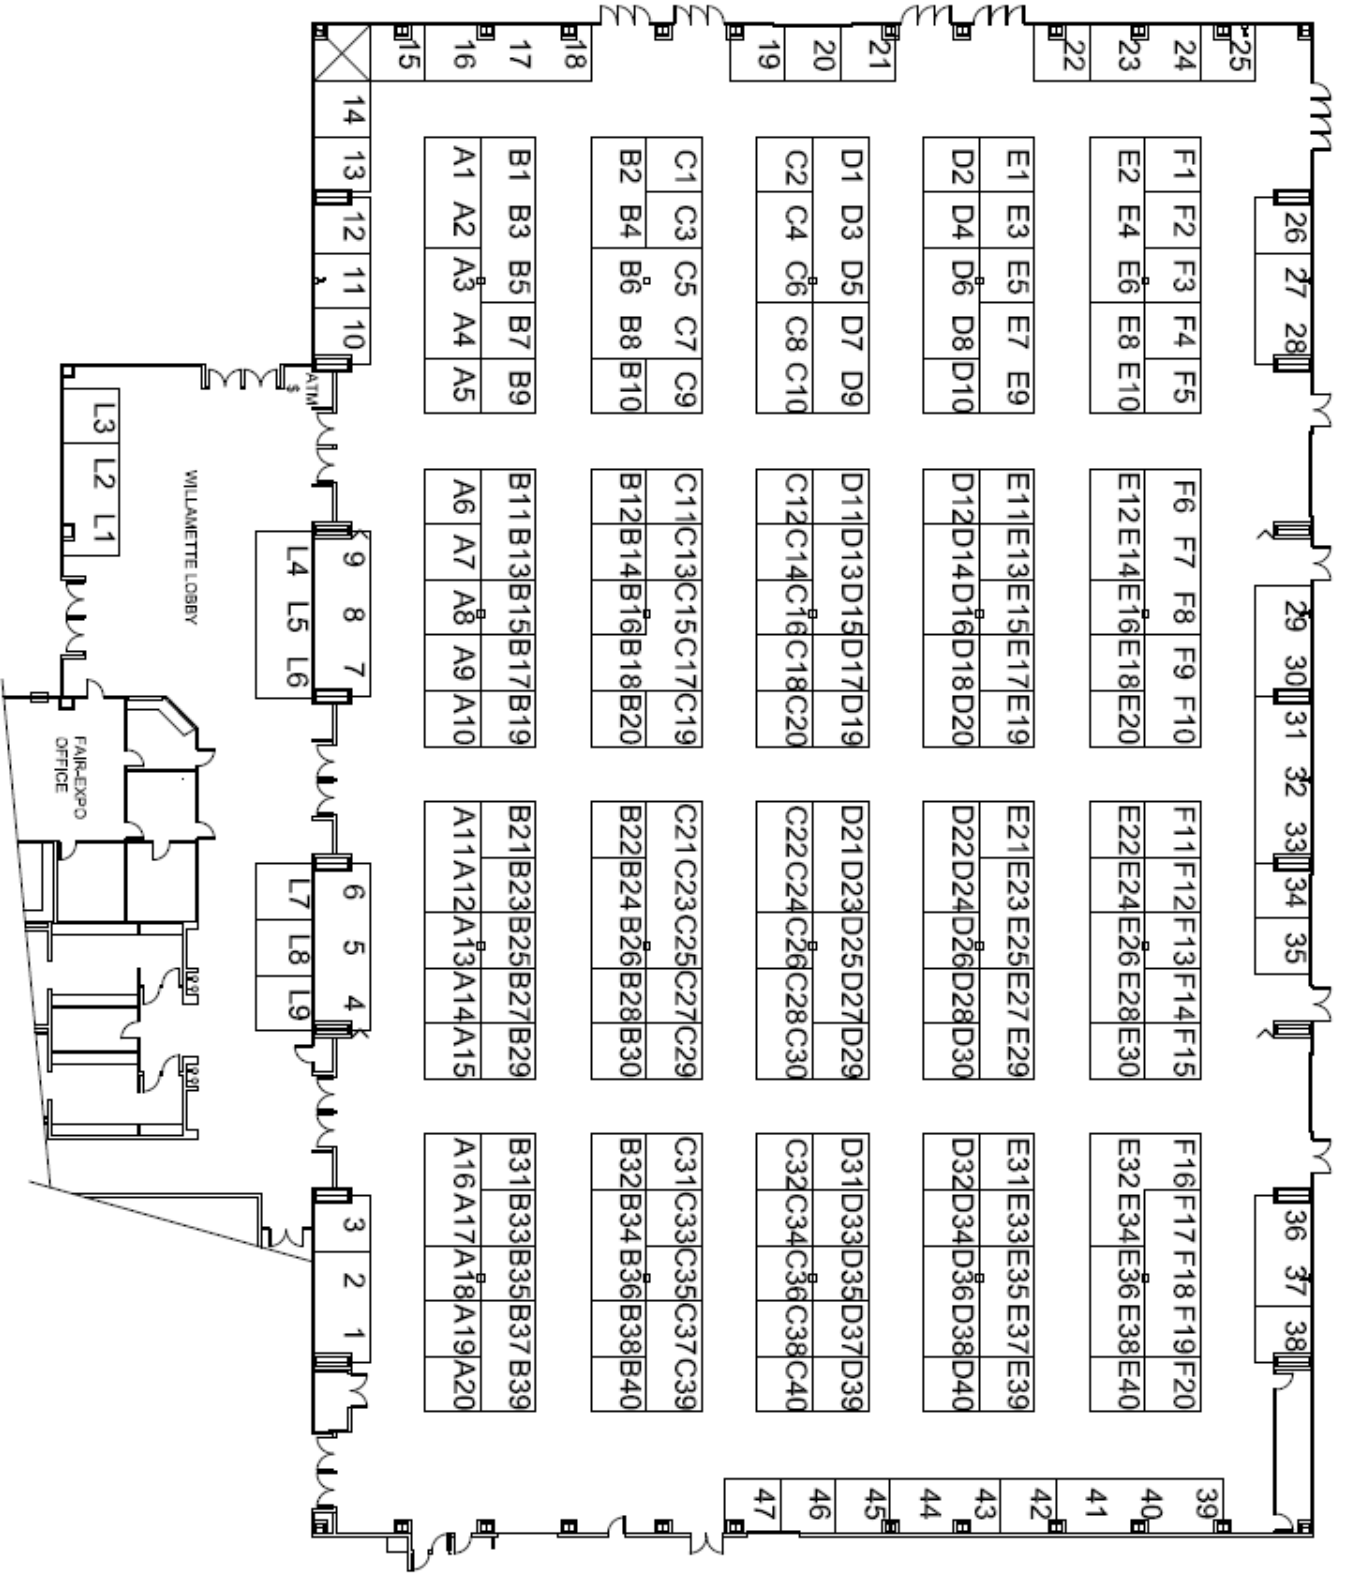 15 16 17 18 19 20 21 22 23 24 25
14
13
12
11
10
A1 B1 B2 C1 C2 D1 D2 E1 E2 F1
A2 B3 B4 C3 C4 D3 D4 E3 E4 F2
A3 B5 B6 C5 C6 D5 D6 E5 E6 F3
A4 B7 B8 C7 C8 D7 D8 E7 E8 F4
A5 B9 B10 C9 C10 D9 D10 E9 E10 F5
26
27
28
ATM
$
L3
L2
L1
WILLAMETTE LOBBY
L4
L5
L6
9
8
7
A6 B11 B12 C11 C12 D11 D12 E11 E12 F6
A7 B13 B14 C13 C14 D13 D14 E13 E14 F7
A8 B15 B16 C15 C16 D15 D16 E15 E16 F8
A9 B17 B18 C17 C18 D17 D18 E17 E18 F9
A10 B19 B20 C19 C20 D19 D20 E19 E20 F10
29
30
31
32
33
34
35
FAIR-EXPO
OFFICE
L7
L8
L9
6
5
4
A11 B21 B22 C21 C22 D21 D22 E21 E22 F11
A12 B23 B24 C23 C24 D23 D24 E23 E24 F12
A13 B25 B26 C25 C26 D25 D26 E25 E26 F13
A14 B27 B28 C27 C28 D27 D28 E27 E28 F14
A15 B29 B30 C29 C30 D29 D30 E29 E30 F15
3
2
1
A16 B31 B32 C31 C32 D31 D32 E31 E32 F16
A17 B33 B34 C33 C34 D33 D34 E33 E34 F17
A18 B35 B36 C35 C36 D35 D36 E35 E36 F18
A19 B37 B38 C37 C38 D37 D38 E37 E38 F19
A20 B39 B40 C39 C40 D39 D40 E39 E40 F20
36
37
38
47 46 45 44 43 42 41 40 39